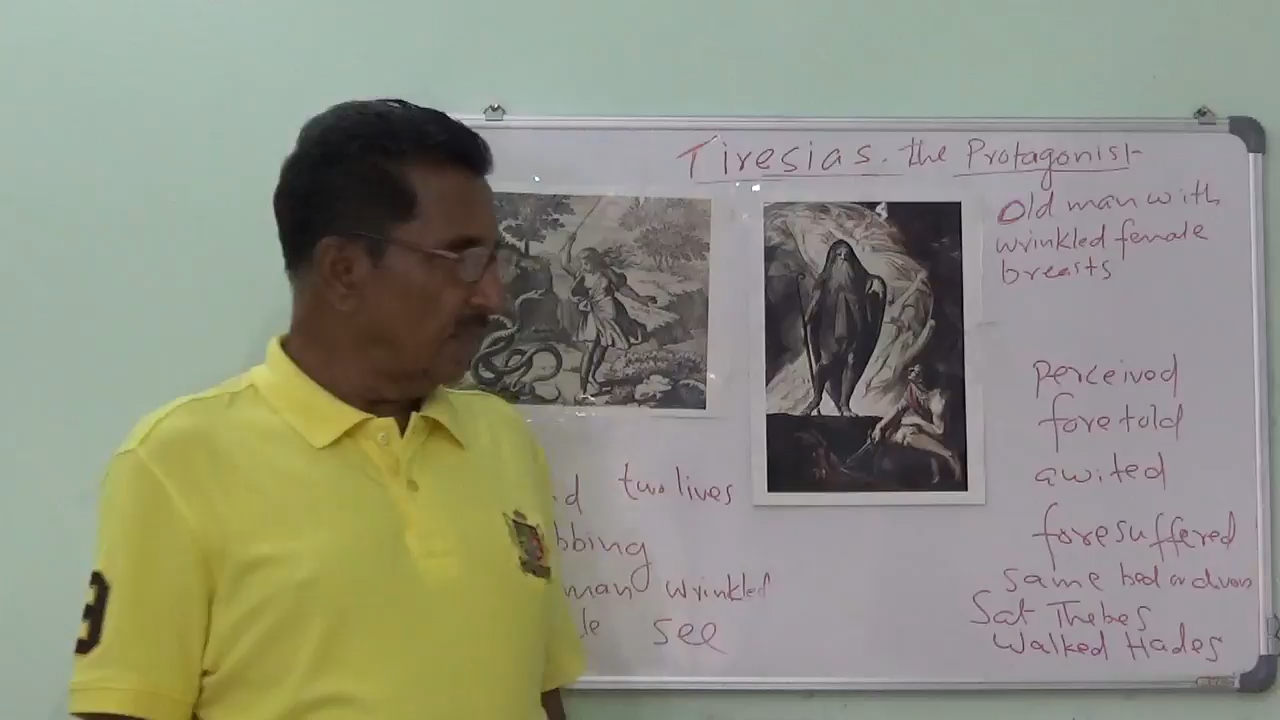 Tiresias. the Protagonist
Old man with
wrinkled female
breasts
perceived
foretold
awited
foresuffered
same bed or divan
Sat Thebes
Walked Hades
d two lives
bbing
man wrinkled
le see
3